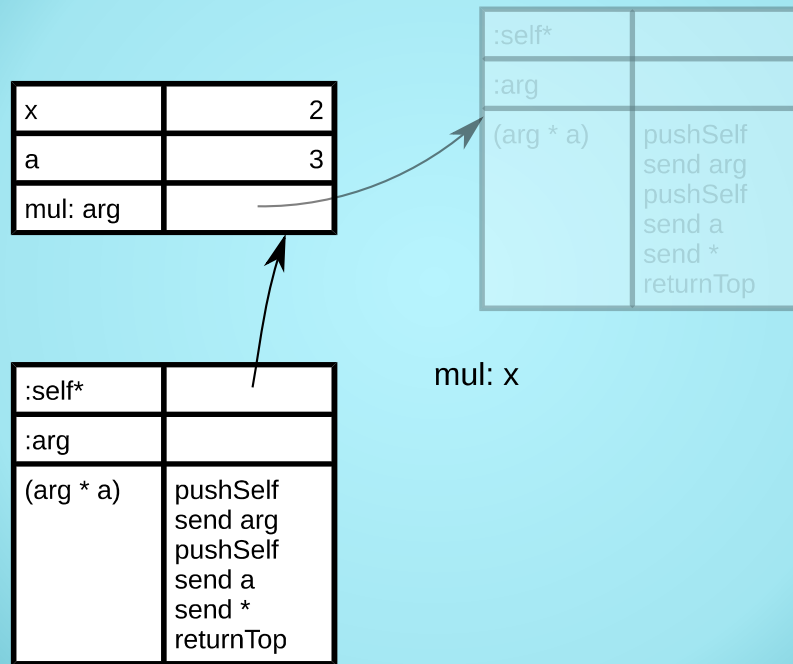 :self*
:arg
(arg * a)
pushSelf
send arg
pushSelf
send a
send *
returnTop
x 2
a 3
mul: arg
mul: x
:self*
:arg
(arg * a)
pushSelf
send arg
pushSelf
send a
send *
returnTop